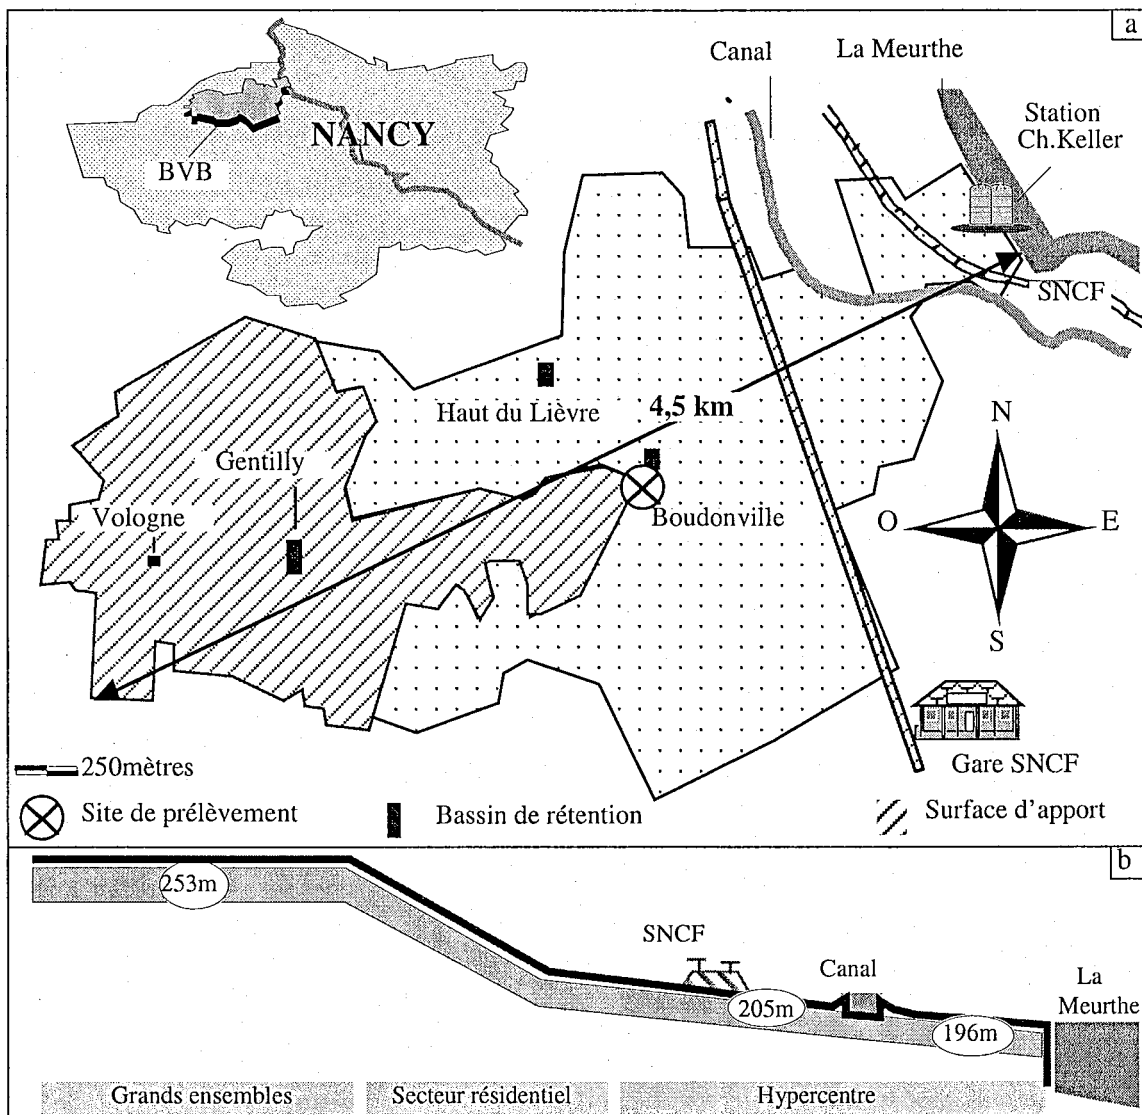 a
Canal
La Meurthe
Station
Ch.Keller
NANCY
BVB
SNCF
Haut du Lièvre
4,5 km
Gentilly
Vologne
Boudonville
N
O
E
S
250mètres
Gare SNCF
Site de prélèvement
Bassin de rétention
Surface d'apport
b
253m
SNCF
Canal
La
Meurthe
205m
196m
Grands ensembles
Secteur résidentiel
Hypercentre